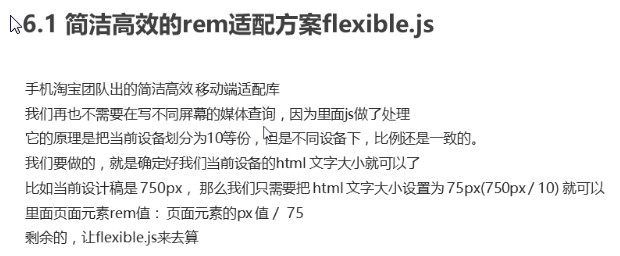 6.1 简洁高效的rem适配方案flexible.js
手机淘宝团队出的简洁高效 移动端适配库
我们再也不需要在写不同屏幕的媒体查询，因为里面js做了处理
它的原理是把当前设备划分为10等份，但是不同设备下，比例还是一致的。
我们要做的，就是确定好我们当前设备的html 文字大小就可以了
比如当前设计稿是 750px， 那么我们只需要把 html 文字大小设置为 75px(750px / 10) 就可以
里面页面元素rem值： 页面元素的px 值 / 75
剩余的，让flexible.js来去算